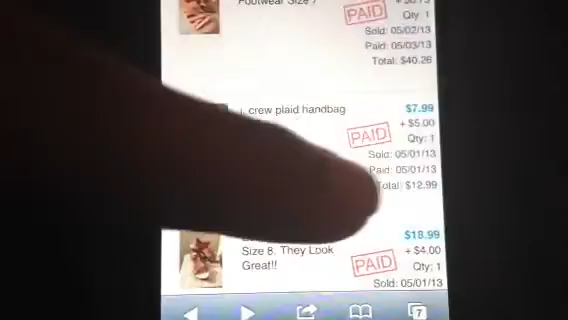 Footwear Size 7
PAID
Qty: 1
Sold: 05/02/13
Paid: 05/03/13
Total: $40.26
j. crew plaid handbag
$7.99
+ $5.00
PAID
Qty: 1
Sold: 05/01/13
Paid: 05/01/13
Total: $12.99
$18.99
Size 8. They Look
+ $4.00
Great!!
PAID
Qty: 1
Sold: 05/01/13
7